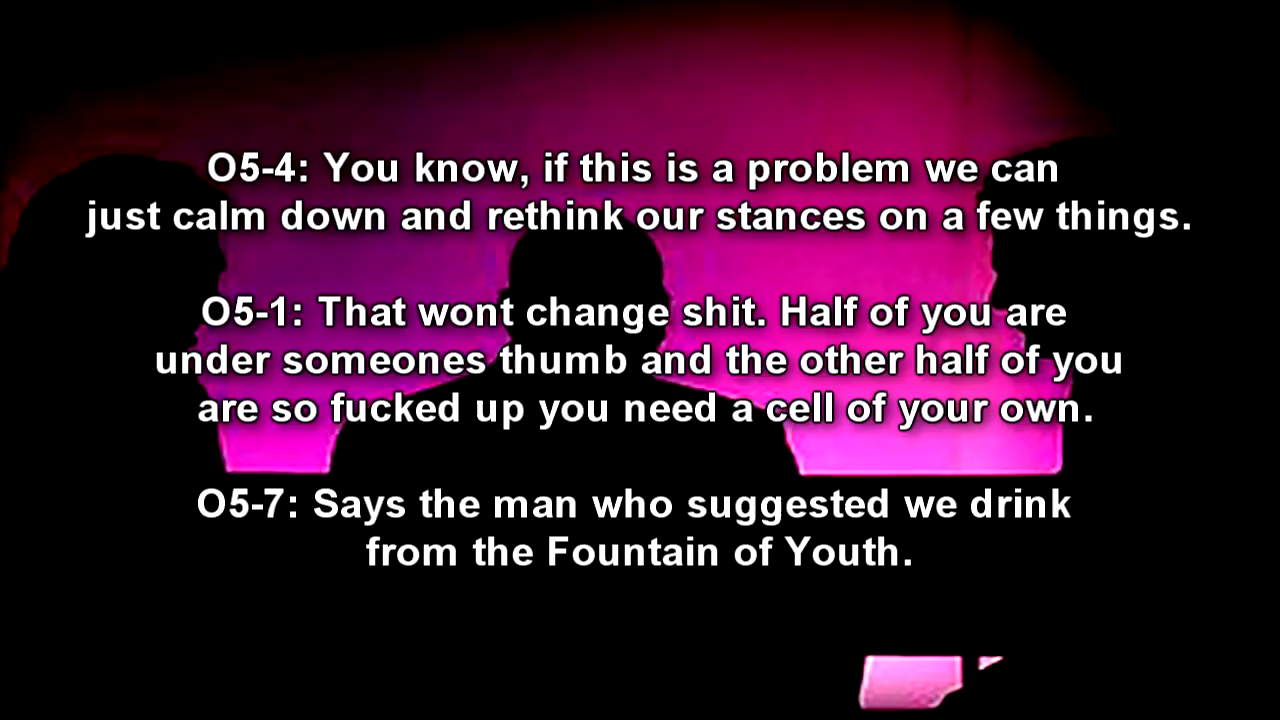 O5-4: You know, if this is a problem we can
just calm down and rethink our stances on a few things.
O5-1: That wont change shit. Half of you are
under someones thumb and the other half of you
are so fucked up you need a cell of your own.
O5-7: Says the man who suggested we drink
from the Fountain of Youth.